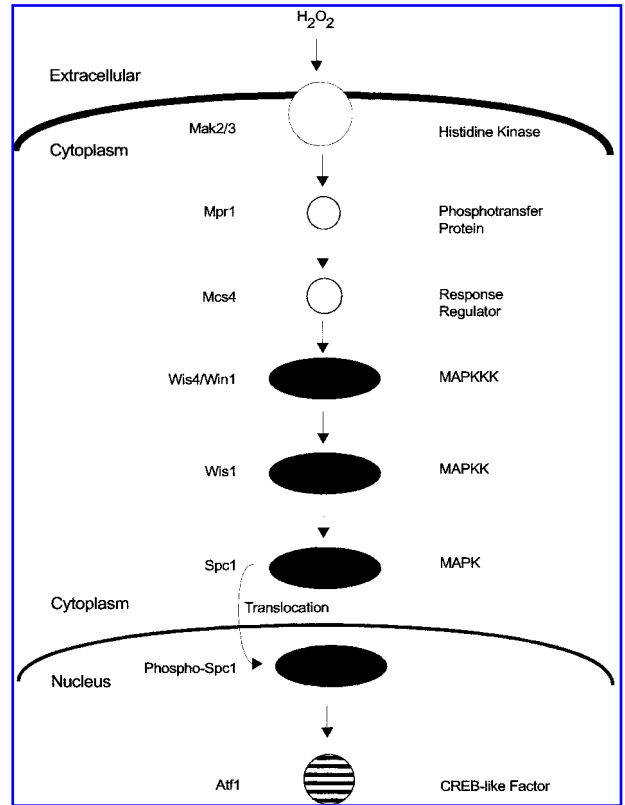 H2O2
Extracellular
Mak2/3
Histidine Kinase
Cytoplasm
Mpr1
Phosphotransfer
Protein
Mcs4
Response
Regulator
Wis4/Win1
MAPKKK
Wis1
MAPKK
Spc1
MAPK
Cytoplasm
Translocation
Phospho-Spc1
Nucleus
Atf1
CREB-like Factor